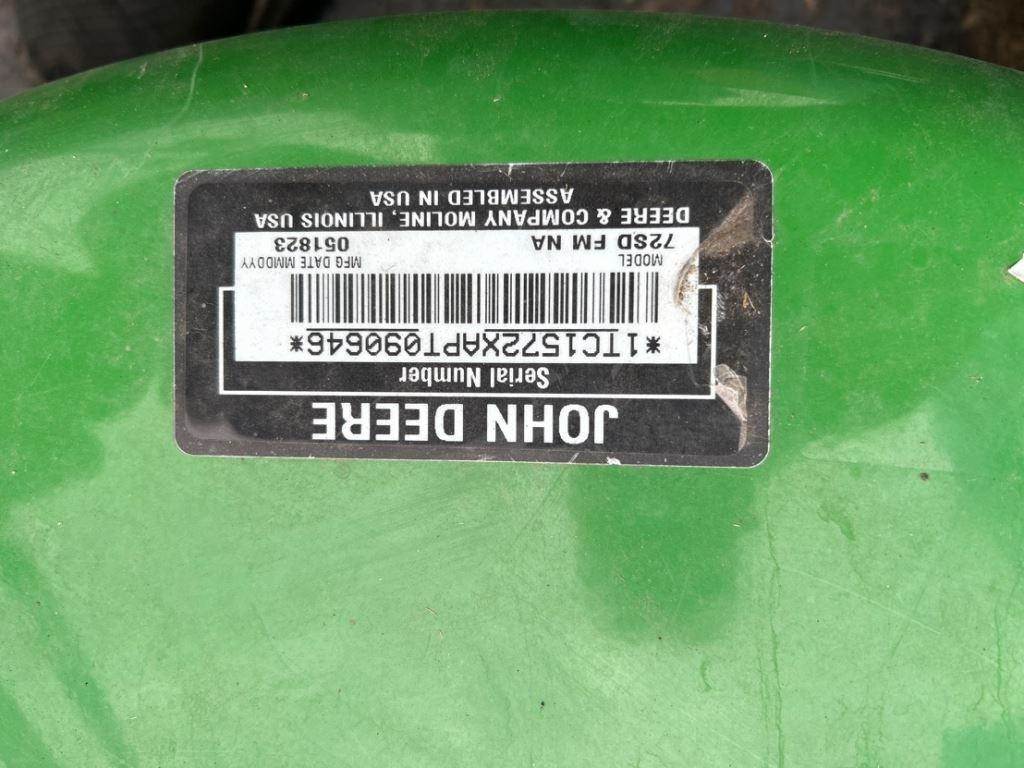 JOHN DEERE
Serial Number
*1TC1572XAPT090646*
MODEL MFG DATE MMDDYY
72SD FM NA 051823
DEERE & COMPANY MOLINE, ILLINOIS USA
ASSEMBLED IN USA